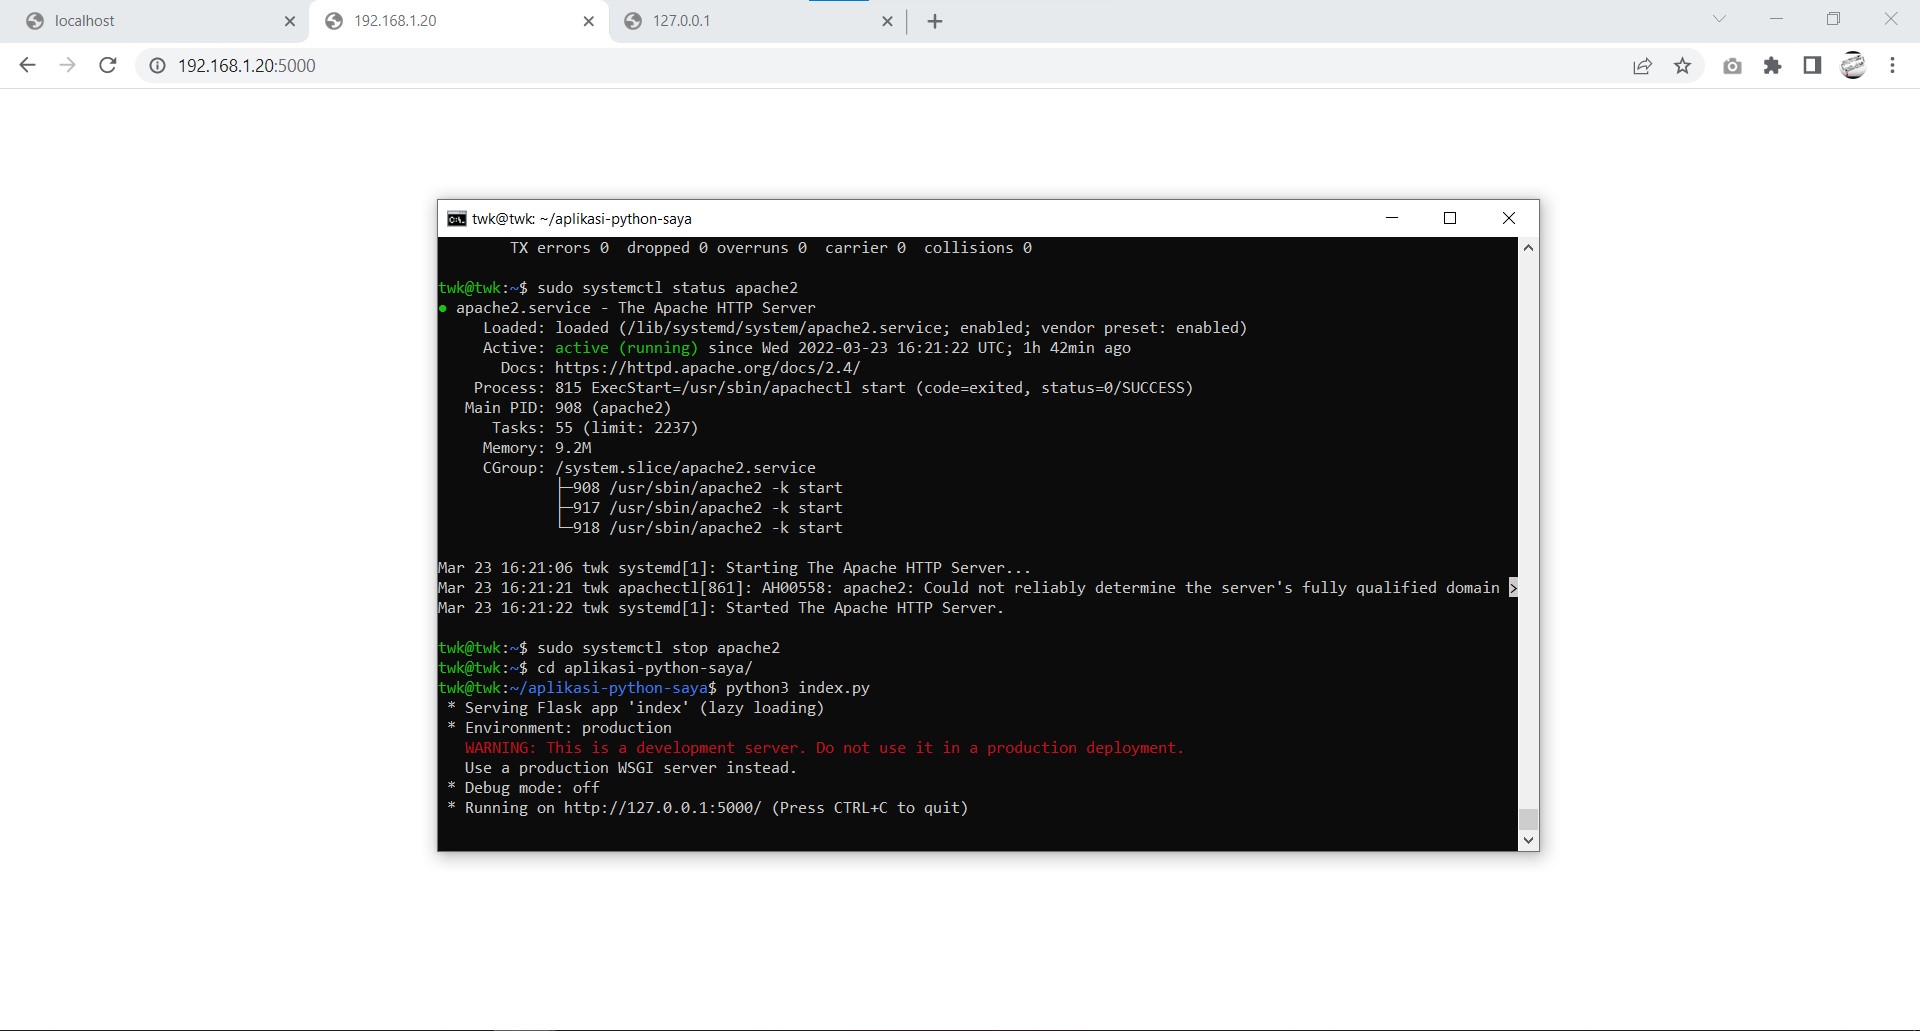 localhost
192.168.1.20
127.0.0.1
192.168.1.20:5000
twk@twk: ~/aplikasi-python-saya
TX errors 0  dropped 0 overruns 0  carrier 0  collisions 0
twk@twk:~$ sudo systemctl status apache2
● apache2.service - The Apache HTTP Server
Loaded: loaded (/lib/systemd/system/apache2.service; enabled; vendor preset: enabled)
Active: active (running) since Wed 2022-03-23 16:21:22 UTC; 1h 42min ago
Docs: https://httpd.apache.org/docs/2.4/
Process: 815 ExecStart=/usr/sbin/apachectl start (code=exited, status=0/SUCCESS)
Main PID: 908 (apache2)
Tasks: 55 (limit: 2237)
Memory: 9.2M
CGroup: /system.slice/apache2.service
├─908 /usr/sbin/apache2 -k start
├─917 /usr/sbin/apache2 -k start
└─918 /usr/sbin/apache2 -k start
Mar 23 16:21:06 twk systemd[1]: Starting The Apache HTTP Server...
Mar 23 16:21:21 twk apachectl[861]: AH00558: apache2: Could not reliably determine the server's fully qualified domain >
Mar 23 16:21:22 twk systemd[1]: Started The Apache HTTP Server.
twk@twk:~$ sudo systemctl stop apache2
twk@twk:~$ cd aplikasi-python-saya/
twk@twk:~/aplikasi-python-saya$ python3 index.py
* Serving Flask app 'index' (lazy loading)
* Environment: production
WARNING: This is a development server. Do not use it in a production deployment.
Use a production WSGI server instead.
* Debug mode: off
* Running on http://127.0.0.1:5000/ (Press CTRL+C to quit)